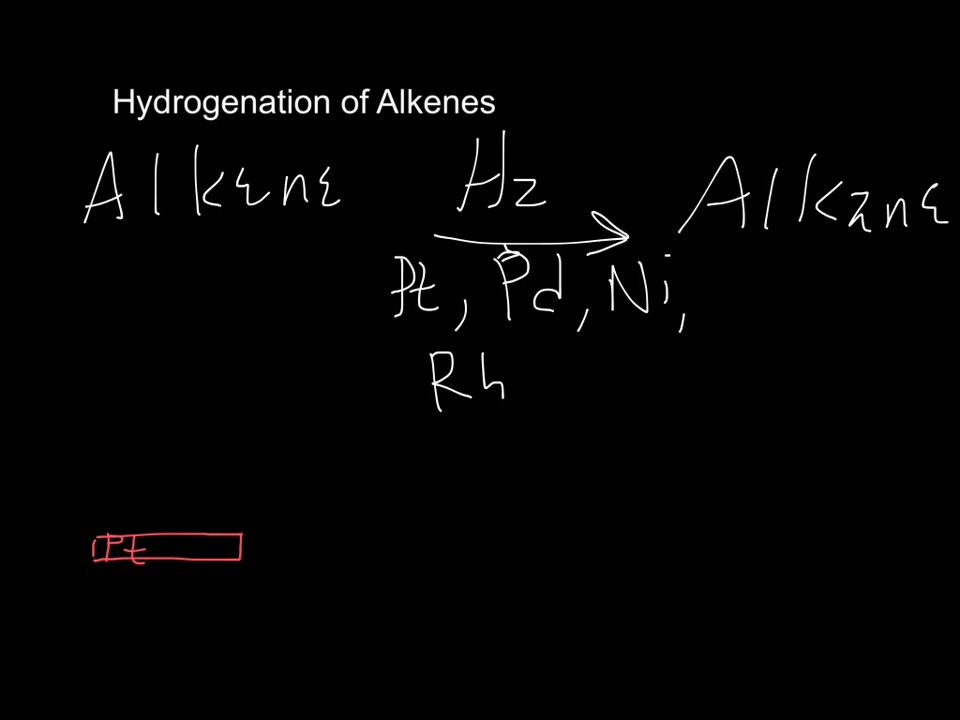 Hydrogenation of Alkenes
Alkene H2 Alkane
Pt, Pd, Ni,
Rh
Pt